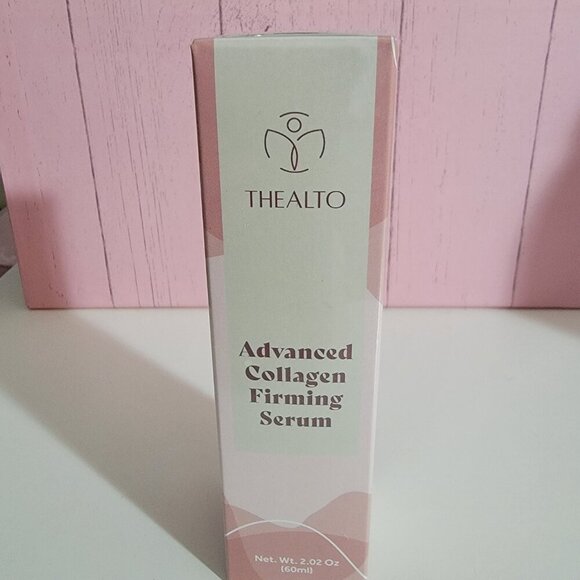 THEALTO
Advanced
Collagen
Firming
Serum
Net. Wt. 2.02 Oz
(60ml)